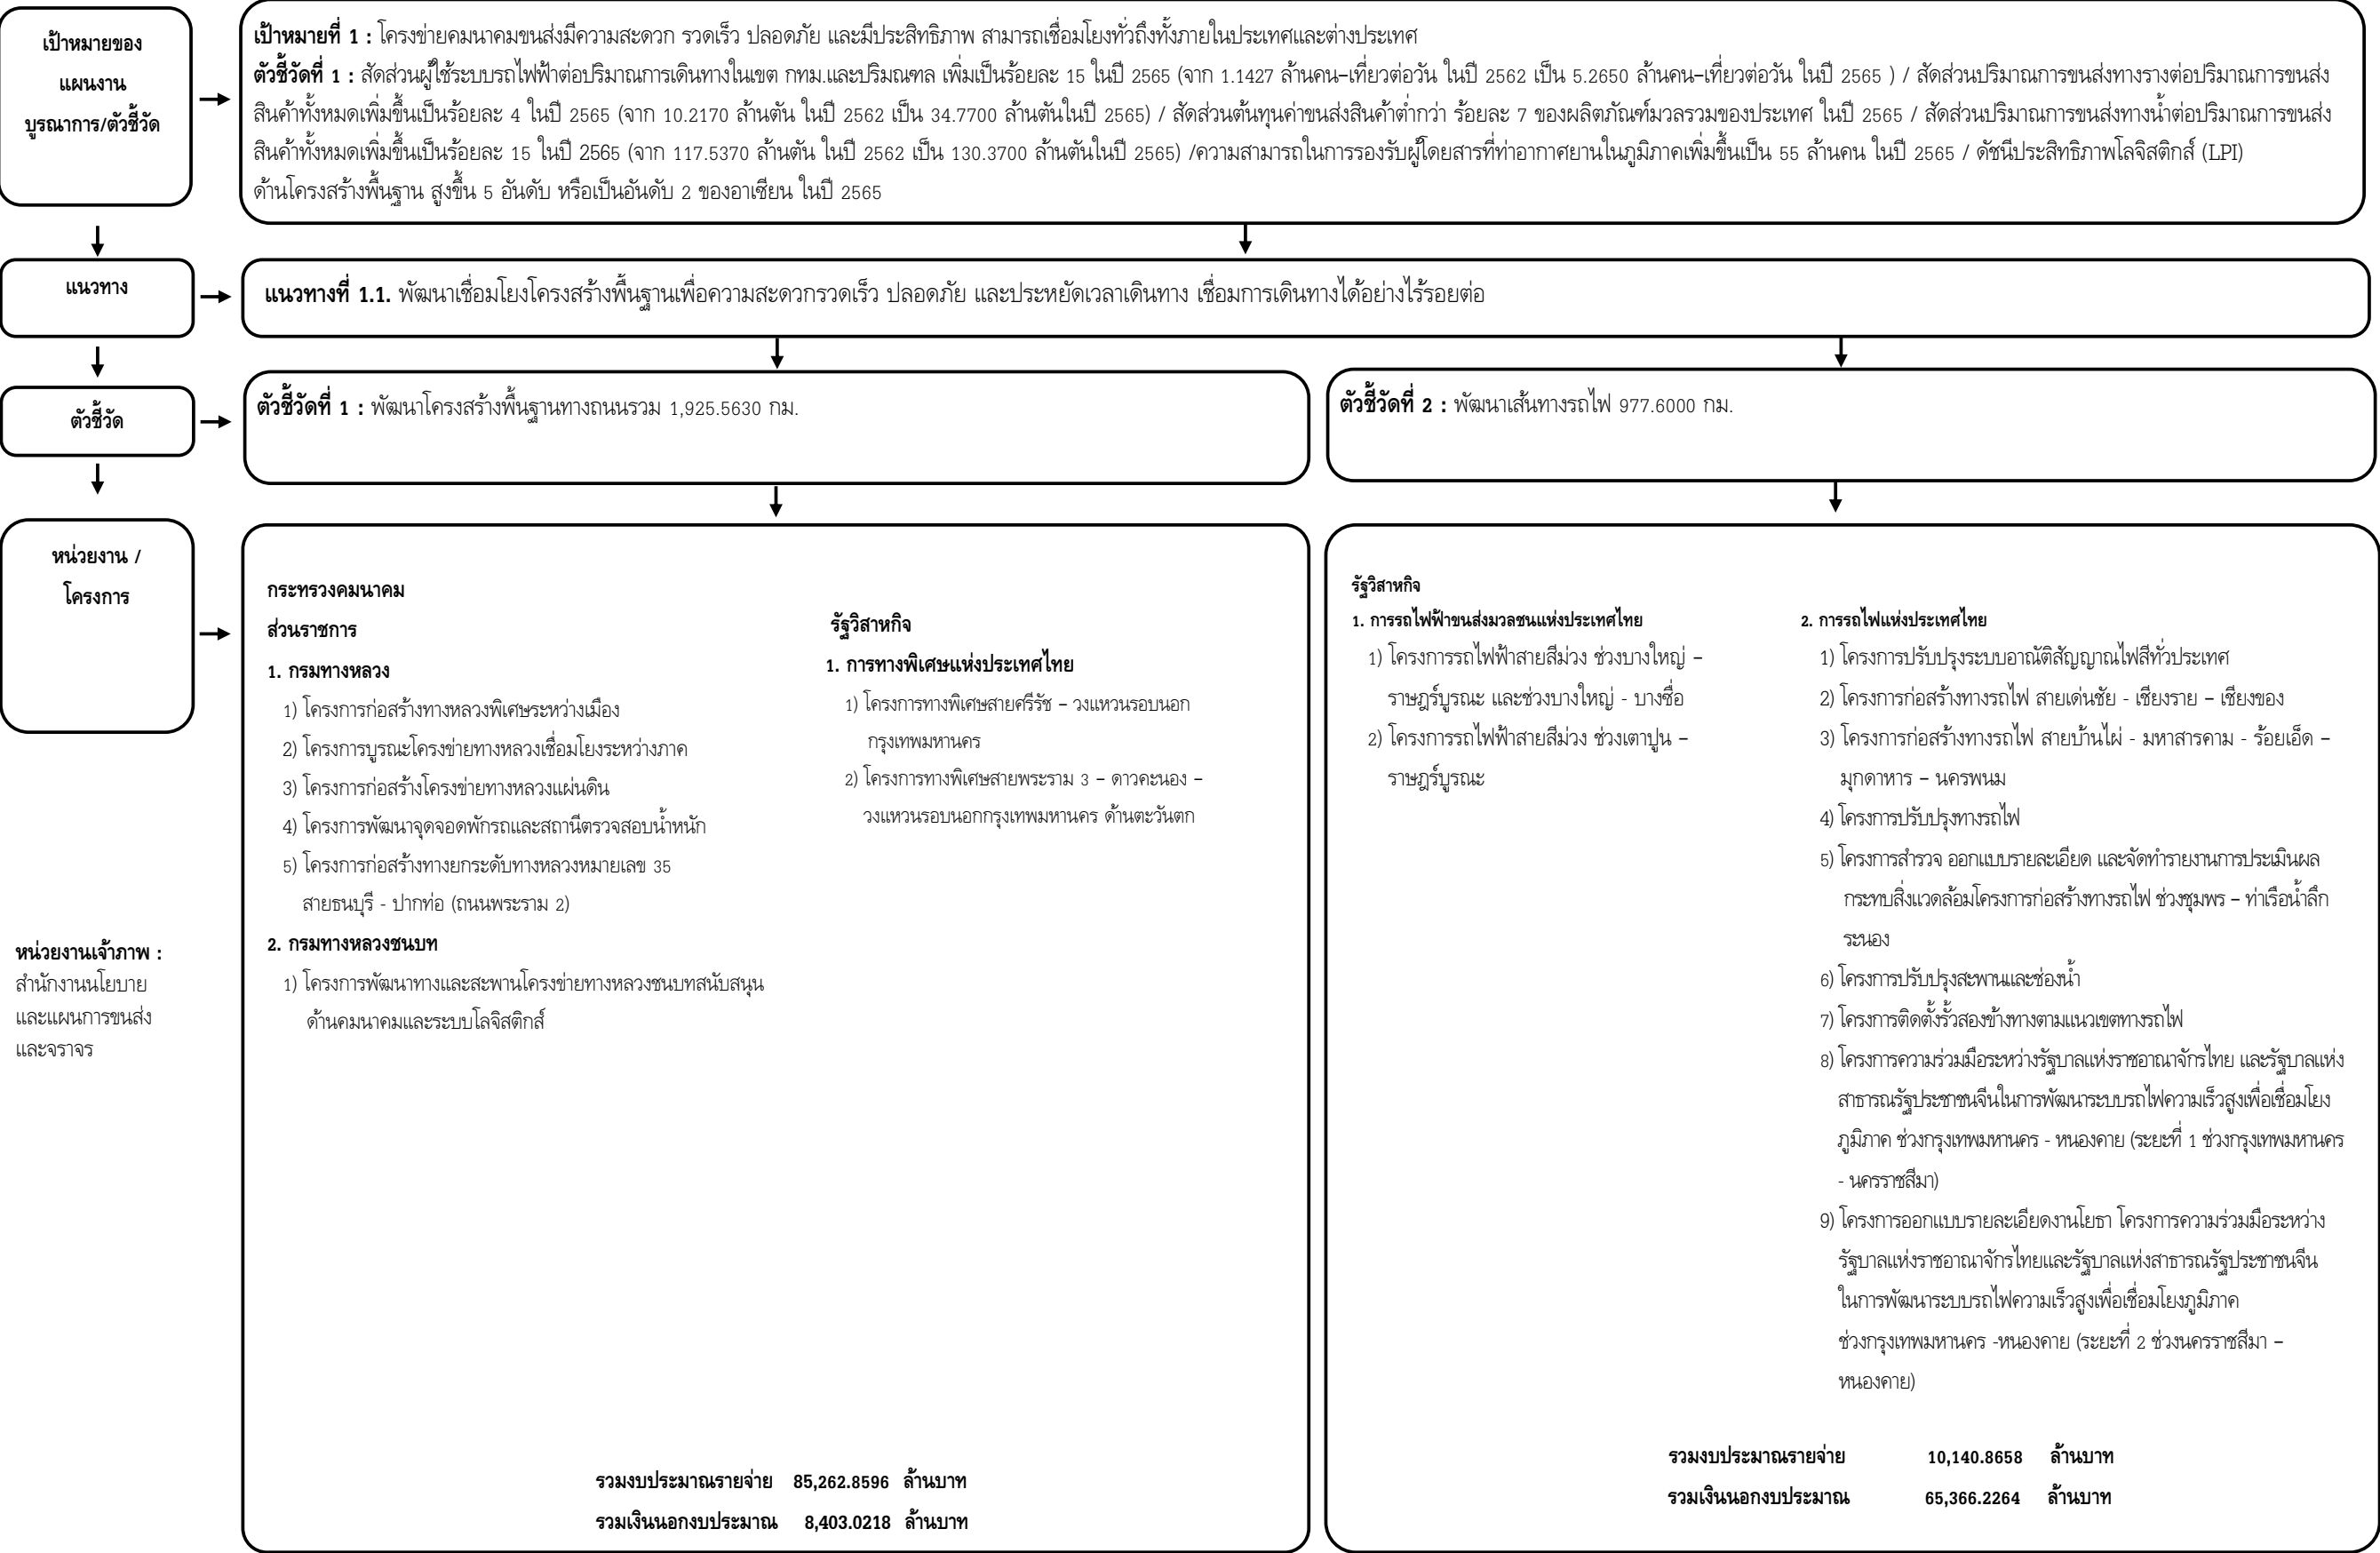 เป้าหมายของ
แผนงาน
บูรณาการ/ตัวชี้วัด
เป้าหมายที่ 1 : โครงข่ายคมนาคมขนส่งมีความสะดวก รวดเร็ว ปลอดภัย และมีประสิทธิภาพ สามารถเชื่อมโยงทั่วถึงทั้งภายในประเทศและต่างประเทศ
ตัวชี้วัดที่ 1 : สัดส่วนผู้ใช้ระบบรถไฟฟ้าต่อปริมาณการเดินทางในเขต กทม.และปริมณฑล เพิ่มเป็นร้อยละ 15 ในปี 2565 (จาก 1.1427 ล้านคน–เที่ยวต่อวัน ในปี 2562 เป็น 5.2650 ล้านคน–เที่ยวต่อวัน ในปี 2565 ) / สัดส่วนปริมาณการขนส่งทางรางต่อปริมาณการขนส่ง
สินค้าทั้งหมดเพิ่มขึ้นเป็นร้อยละ 4 ในปี 2565 (จาก 10.2170 ล้านตัน ในปี 2562 เป็น 34.7700 ล้านตันในปี 2565) / สัดส่วนต้นทุนค่าขนส่งสินค้าต่ำกว่า ร้อยละ 7 ของผลิตภัณฑ์มวลรวมของประเทศ ในปี 2565 / สัดส่วนปริมาณการขนส่งทางน้ำต่อปริมาณการขนส่ง
สินค้าทั้งหมดเพิ่มขึ้นเป็นร้อยละ 15 ในปี 2565 (จาก 117.5370 ล้านตัน ในปี 2562 เป็น 130.3700 ล้านตันในปี 2565) /ความสามารถในการรองรับผู้โดยสารที่ท่าอากาศยานในภูมิภาคเพิ่มขึ้นเป็น 55 ล้านคน ในปี 2565 / ดัชนีประสิทธิภาพโลจิสติกส์ (LPI)
ด้านโครงสร้างพื้นฐาน สูงขึ้น 5 อันดับ หรือเป็นอันดับ 2 ของอาเซียน ในปี 2565
แนวทาง
แนวทางที่ 1.1. พัฒนาเชื่อมโยงโครงสร้างพื้นฐานเพื่อความสะดวกรวดเร็ว ปลอดภัย และประหยัดเวลาเดินทาง เชื่อมการเดินทางได้อย่างไร้รอยต่อ
ตัวชี้วัด
ตัวชี้วัดที่ 1 : พัฒนาโครงสร้างพื้นฐานทางถนนรวม 1,925.5630 กม.
ตัวชี้วัดที่ 2 : พัฒนาเส้นทางรถไฟ 977.6000 กม.
หน่วยงาน /
โครงการ
หน่วยงานเจ้าภาพ :
สำนักงานนโยบาย
และแผนการขนส่ง
และจราจร
กระทรวงคมนาคม
ส่วนราชการ
1. กรมทางหลวง
1) โครงการก่อสร้างทางหลวงพิเศษระหว่างเมือง
2) โครงการบูรณะโครงข่ายทางหลวงเชื่อมโยงระหว่างภาค
3) โครงการก่อสร้างโครงข่ายทางหลวงแผ่นดิน
4) โครงการพัฒนาจุดจอดพักรถและสถานีตรวจสอบน้ำหนัก
5) โครงการก่อสร้างทางยกระดับทางหลวงหมายเลข 35
สายธนบุรี - ปากท่อ (ถนนพระราม 2)
2. กรมทางหลวงชนบท
1) โครงการพัฒนาทางและสะพานโครงข่ายทางหลวงชนบทสนับสนุน
ด้านคมนาคมและระบบโลจิสติกส์
รัฐวิสาหกิจ
1. การทางพิเศษแห่งประเทศไทย
1) โครงการทางพิเศษสายศรีรัช – วงแหวนรอบนอก
กรุงเทพมหานคร
2) โครงการทางพิเศษสายพระราม 3 – ดาวคะนอง –
วงแหวนรอบนอกกรุงเทพมหานคร ด้านตะวันตก
รวมงบประมาณรายจ่าย 85,262.8596 ล้านบาท
รวมเงินนอกงบประมาณ 8,403.0218 ล้านบาท
รัฐวิสาหกิจ
1. การรถไฟฟ้าขนส่งมวลชนแห่งประเทศไทย
1) โครงการรถไฟฟ้าสายสีม่วง ช่วงบางใหญ่ –
ราษฎร์บูรณะ และช่วงบางใหญ่ - บางซื่อ
2) โครงการรถไฟฟ้าสายสีม่วง ช่วงเตาปูน –
ราษฎร์บูรณะ
2. การรถไฟแห่งประเทศไทย
1) โครงการปรับปรุงระบบอาณัติสัญญาณไฟสีทั่วประเทศ
2) โครงการก่อสร้างทางรถไฟ สายเด่นชัย - เชียงราย – เชียงของ
3) โครงการก่อสร้างทางรถไฟ สายบ้านไผ่ - มหาสารคาม - ร้อยเอ็ด –
มุกดาหาร – นครพนม
4) โครงการปรับปรุงทางรถไฟ
5) โครงการสำรวจ ออกแบบรายละเอียด และจัดทำรายงานการประเมินผล
กระทบสิ่งแวดล้อมโครงการก่อสร้างทางรถไฟ ช่วงชุมพร – ท่าเรือน้ำลึก
ระนอง
6) โครงการปรับปรุงสะพานและช่องน้ำ
7) โครงการติดตั้งรั้วสองข้างทางตามแนวเขตทางรถไฟ
8) โครงการความร่วมมือระหว่างรัฐบาลแห่งราชอาณาจักรไทย และรัฐบาลแห่ง
สาธารณรัฐประชาชนจีนในการพัฒนาระบบรถไฟความเร็วสูงเพื่อเชื่อมโยง
ภูมิภาค ช่วงกรุงเทพมหานคร - หนองคาย (ระยะที่ 1 ช่วงกรุงเทพมหานคร
- นครราชสีมา)
9) โครงการออกแบบรายละเอียดงานโยธา โครงการความร่วมมือระหว่าง
รัฐบาลแห่งราชอาณาจักรไทยและรัฐบาลแห่งสาธารณรัฐประชาชนจีน
ในการพัฒนาระบบรถไฟความเร็วสูงเพื่อเชื่อมโยงภูมิภาค
ช่วงกรุงเทพมหานคร -หนองคาย (ระยะที่ 2 ช่วงนครราชสีมา –
หนองคาย)
รวมงบประมาณรายจ่าย 10,140.8658 ล้านบาท
รวมเงินนอกงบประมาณ 65,366.2264 ล้านบาท